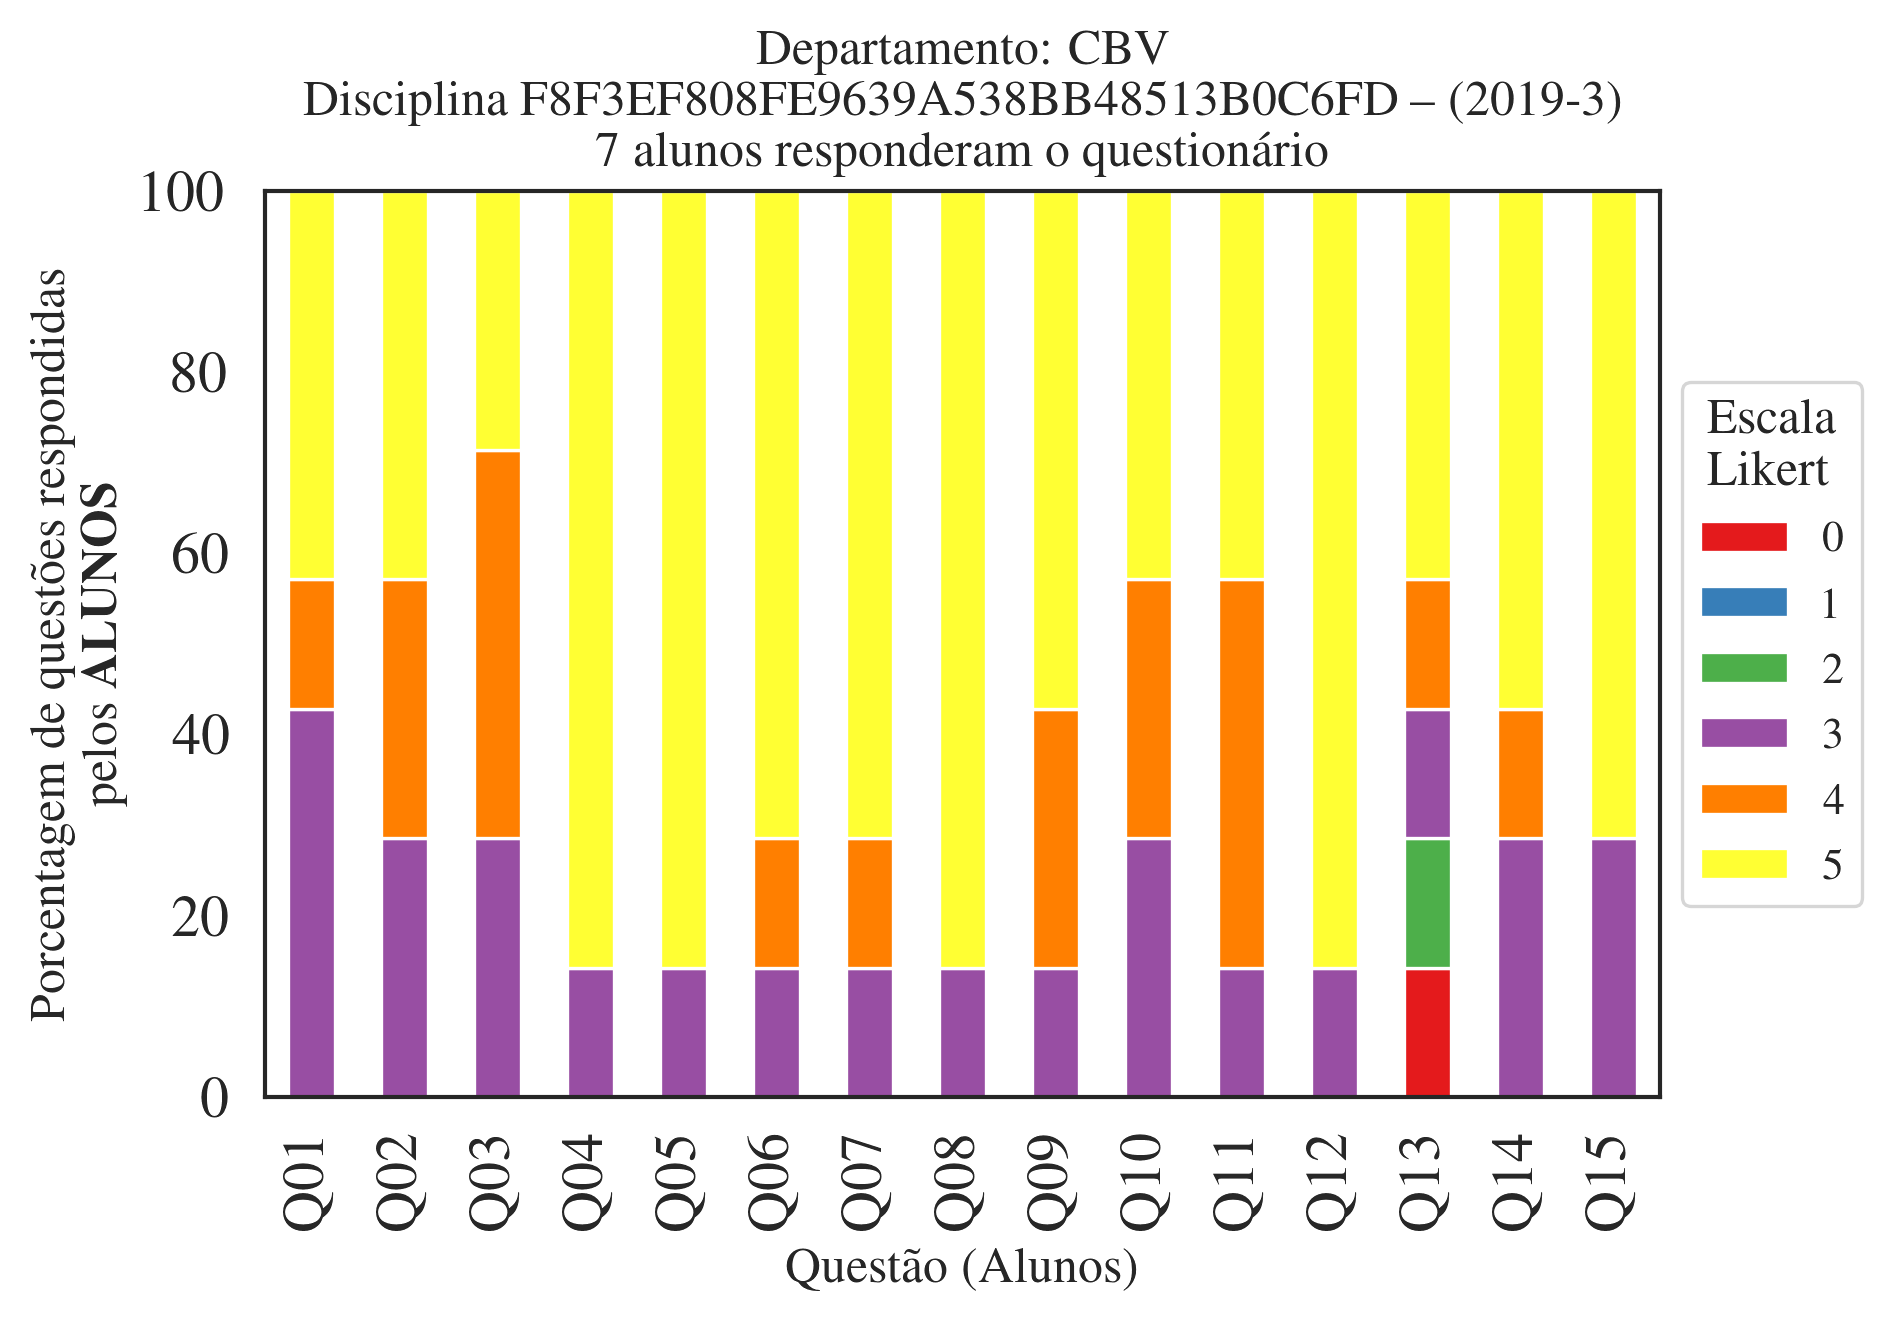 Departamento: CBV
Disciplina F8F3EF808FE9639A538BB48513B0C6FD – (2019-3)
7 alunos responderam o questionário
Porcentagem de questões respondidas
pelos ALUNOS
100
80
60
40
20
0
Q01
Q02
Q03
Q04
Q05
Q06
Q07
Q08
Q09
Q10
Q11
Q12
Q13
Q14
Q15
Questão (Alunos)
Escala
Likert
0
1
2
3
4
5